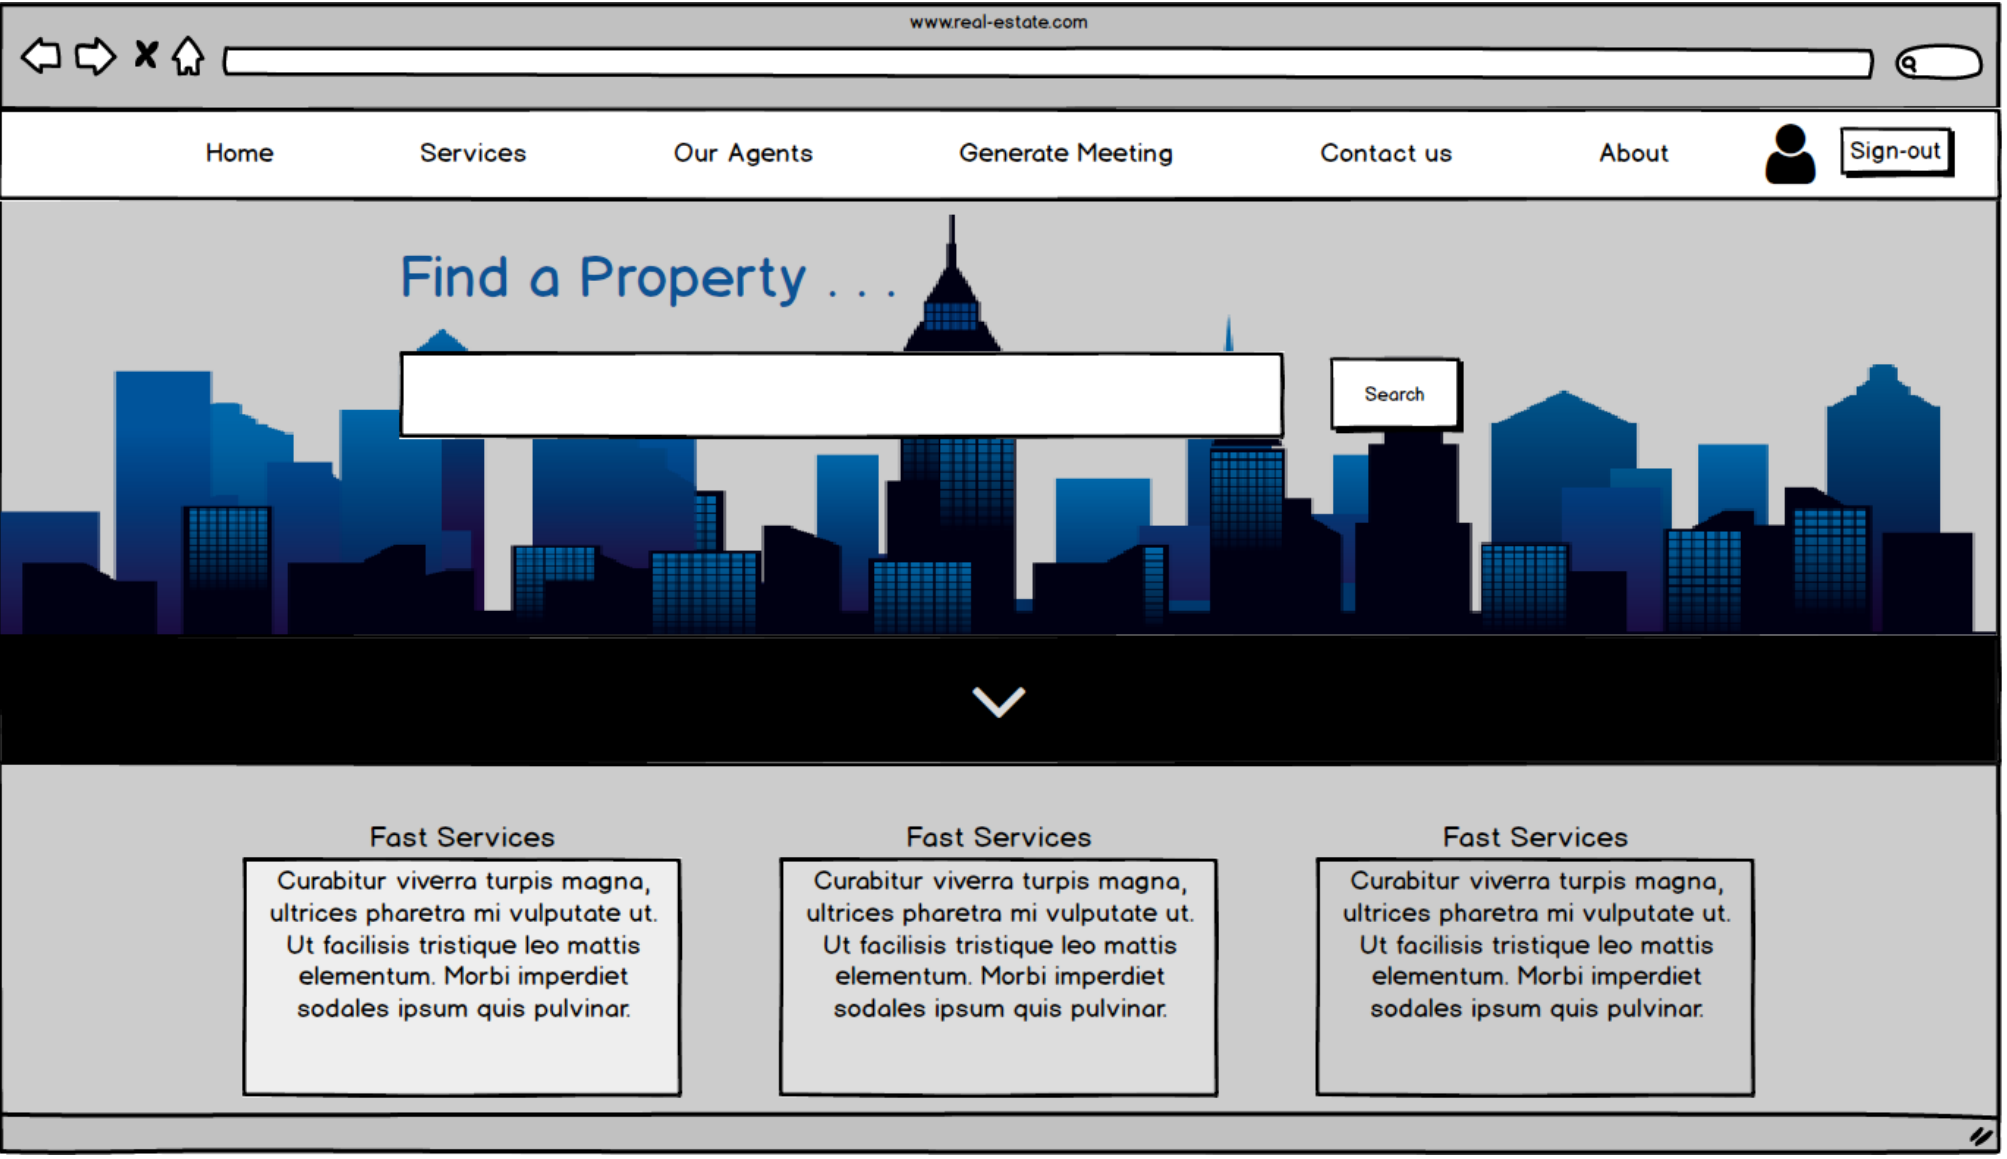 www.real-estate.com
Home Services Our Agents Generate Meeting Contact us About Sign-out
Find a Property . . .
Search
Fast Services
Curabitur viverra turpis magna,
ultrices pharetra mi vulputate ut.
Ut facilisis tristique leo mattis
elementum. Morbi imperdiet
sodales ipsum quis pulvinar.
Fast Services
Curabitur viverra turpis magna,
ultrices pharetra mi vulputate ut.
Ut facilisis tristique leo mattis
elementum. Morbi imperdiet
sodales ipsum quis pulvinar.
Fast Services
Curabitur viverra turpis magna,
ultrices pharetra mi vulputate ut.
Ut facilisis tristique leo mattis
elementum. Morbi imperdiet
sodales ipsum quis pulvinar.